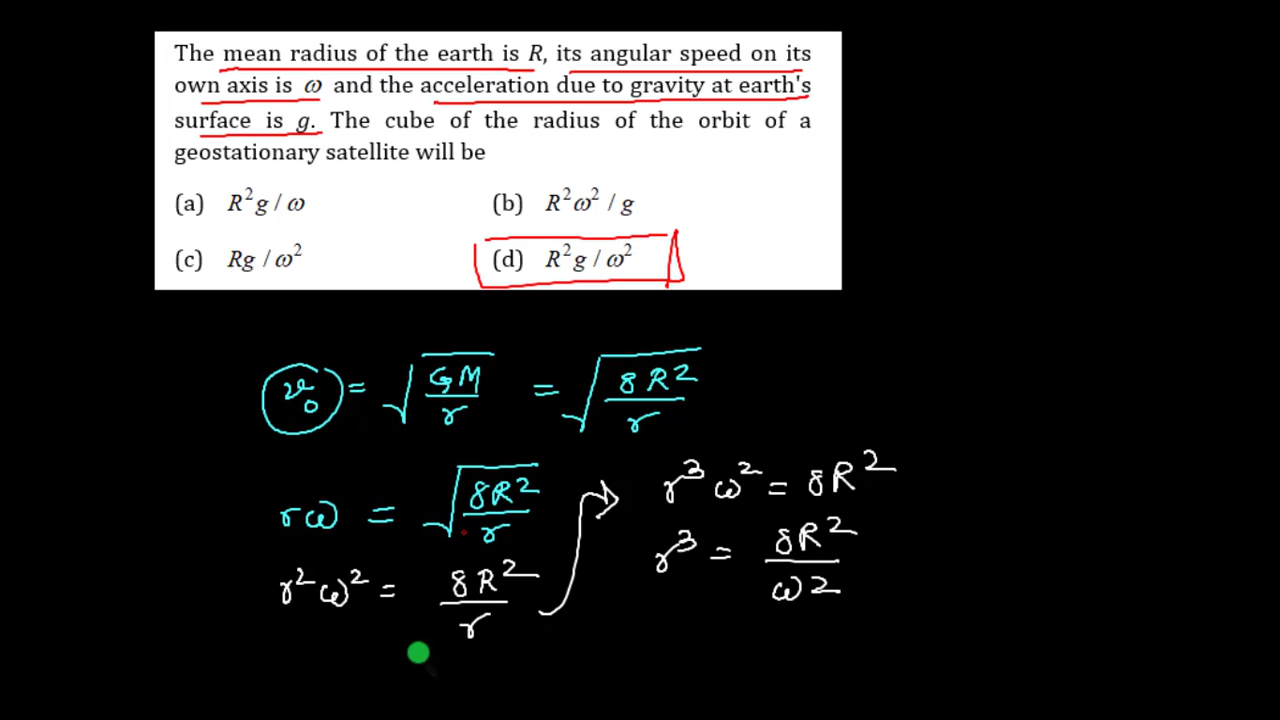 The mean radius of the earth is R, its angular speed on its
own axis is ω and the acceleration due to gravity at earth's
surface is g. The cube of the radius of the orbit of a
geostationary satellite will be
(a) R²g / ω (b) R²ω² / g
(c) Rg / ω² (d) R²g / ω²
v₀ = √(GM/r) = √(gR²/r)
rω = √(gR²/r)
r²ω² = gR²/r
r³ω² = gR²
r³ = gR²/ω2